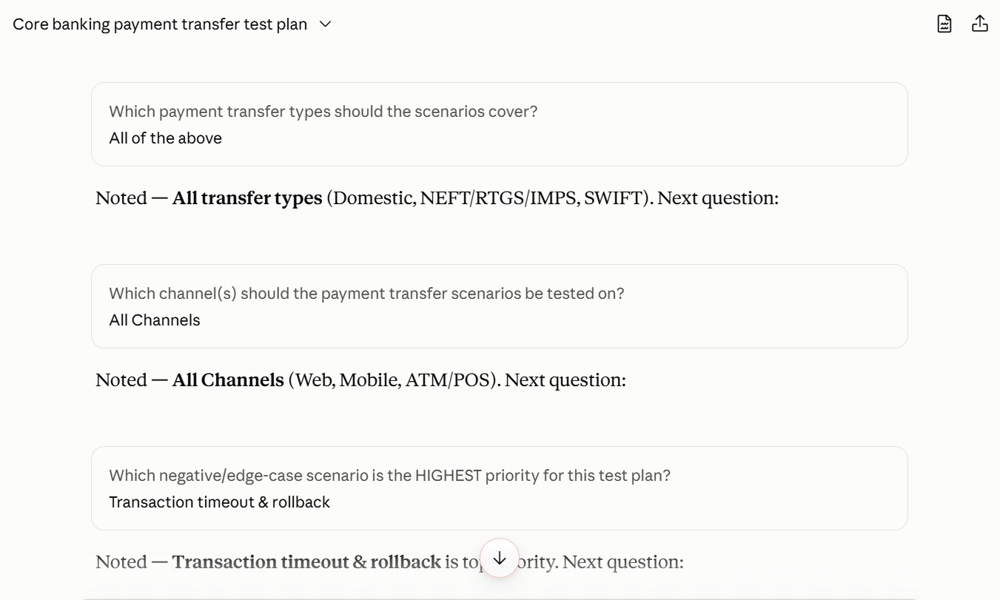 Core banking payment transfer test plan
Which payment transfer types should the scenarios cover?
All of the above
Noted — All transfer types (Domestic, NEFT/RTGS/IMPS, SWIFT). Next question:
Which channel(s) should the payment transfer scenarios be tested on?
All Channels
Noted — All Channels (Web, Mobile, ATM/POS). Next question:
Which negative/edge-case scenario is the HIGHEST priority for this test plan?
Transaction timeout & rollback
Noted — Transaction timeout & rollback is Next question: